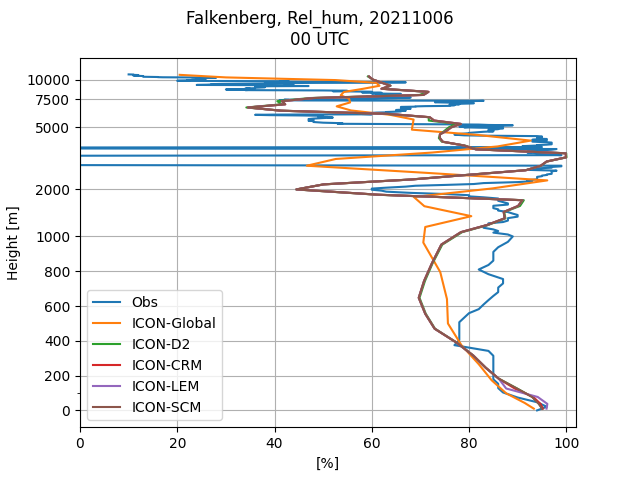 Falkenberg, Rel_hum, 20211006
00 UTC
10000
7500
5000
2000
1000
800
600
400
200
0
Height [m]
Obs
ICON-Global
ICON-D2
ICON-CRM
ICON-LEM
ICON-SCM
0 20 40 60 80 100
[%]